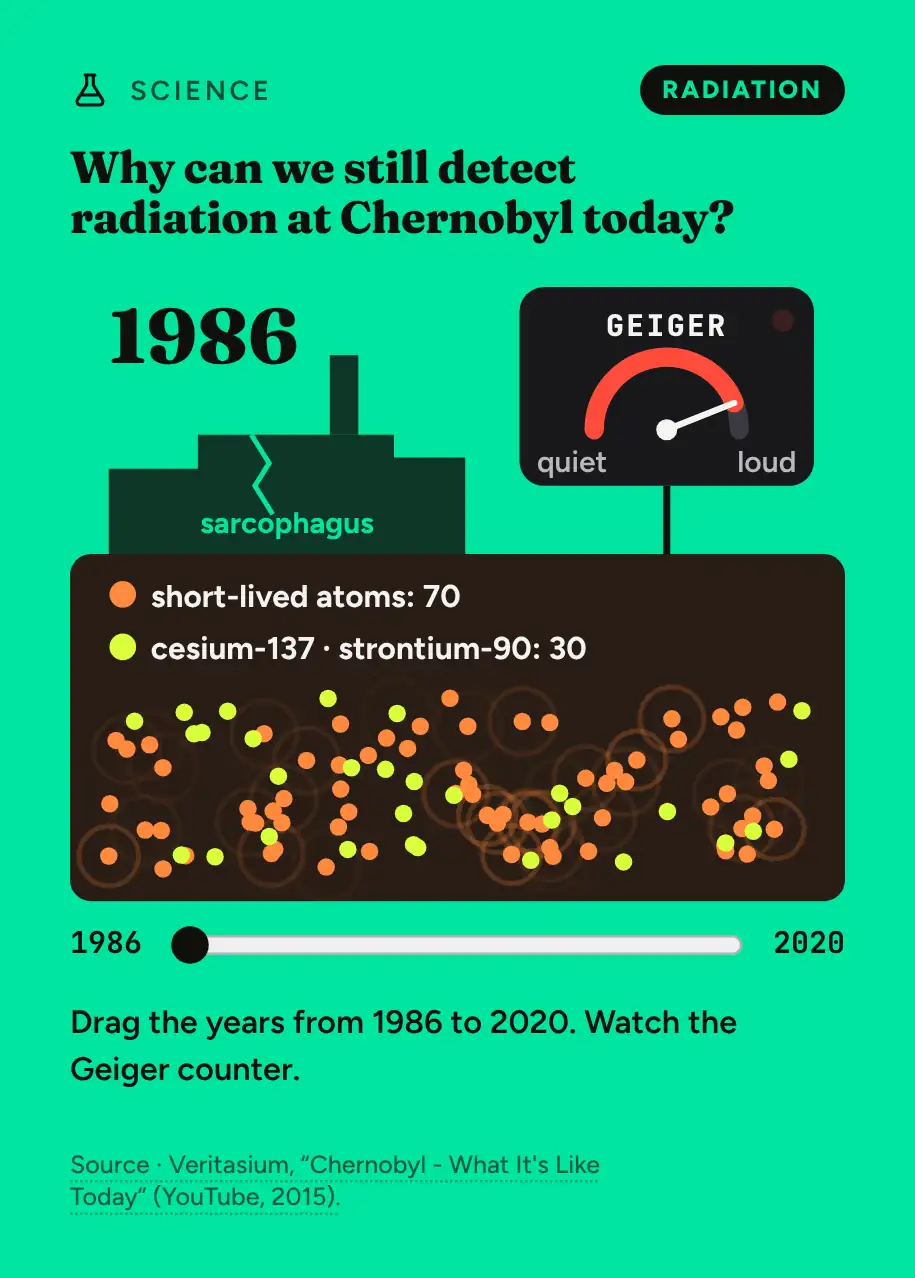 SCIENCE
RADIATION
Why can we still detect
radiation at Chernobyl today?
1986
GEIGER
quiet
loud
sarcophagus
short-lived atoms: 70
cesium-137 · strontium-90: 30
1986
2020
Drag the years from 1986 to 2020. Watch the
Geiger counter.
Source · Veritasium, “Chernobyl - What It's Like
Today” (YouTube, 2015).